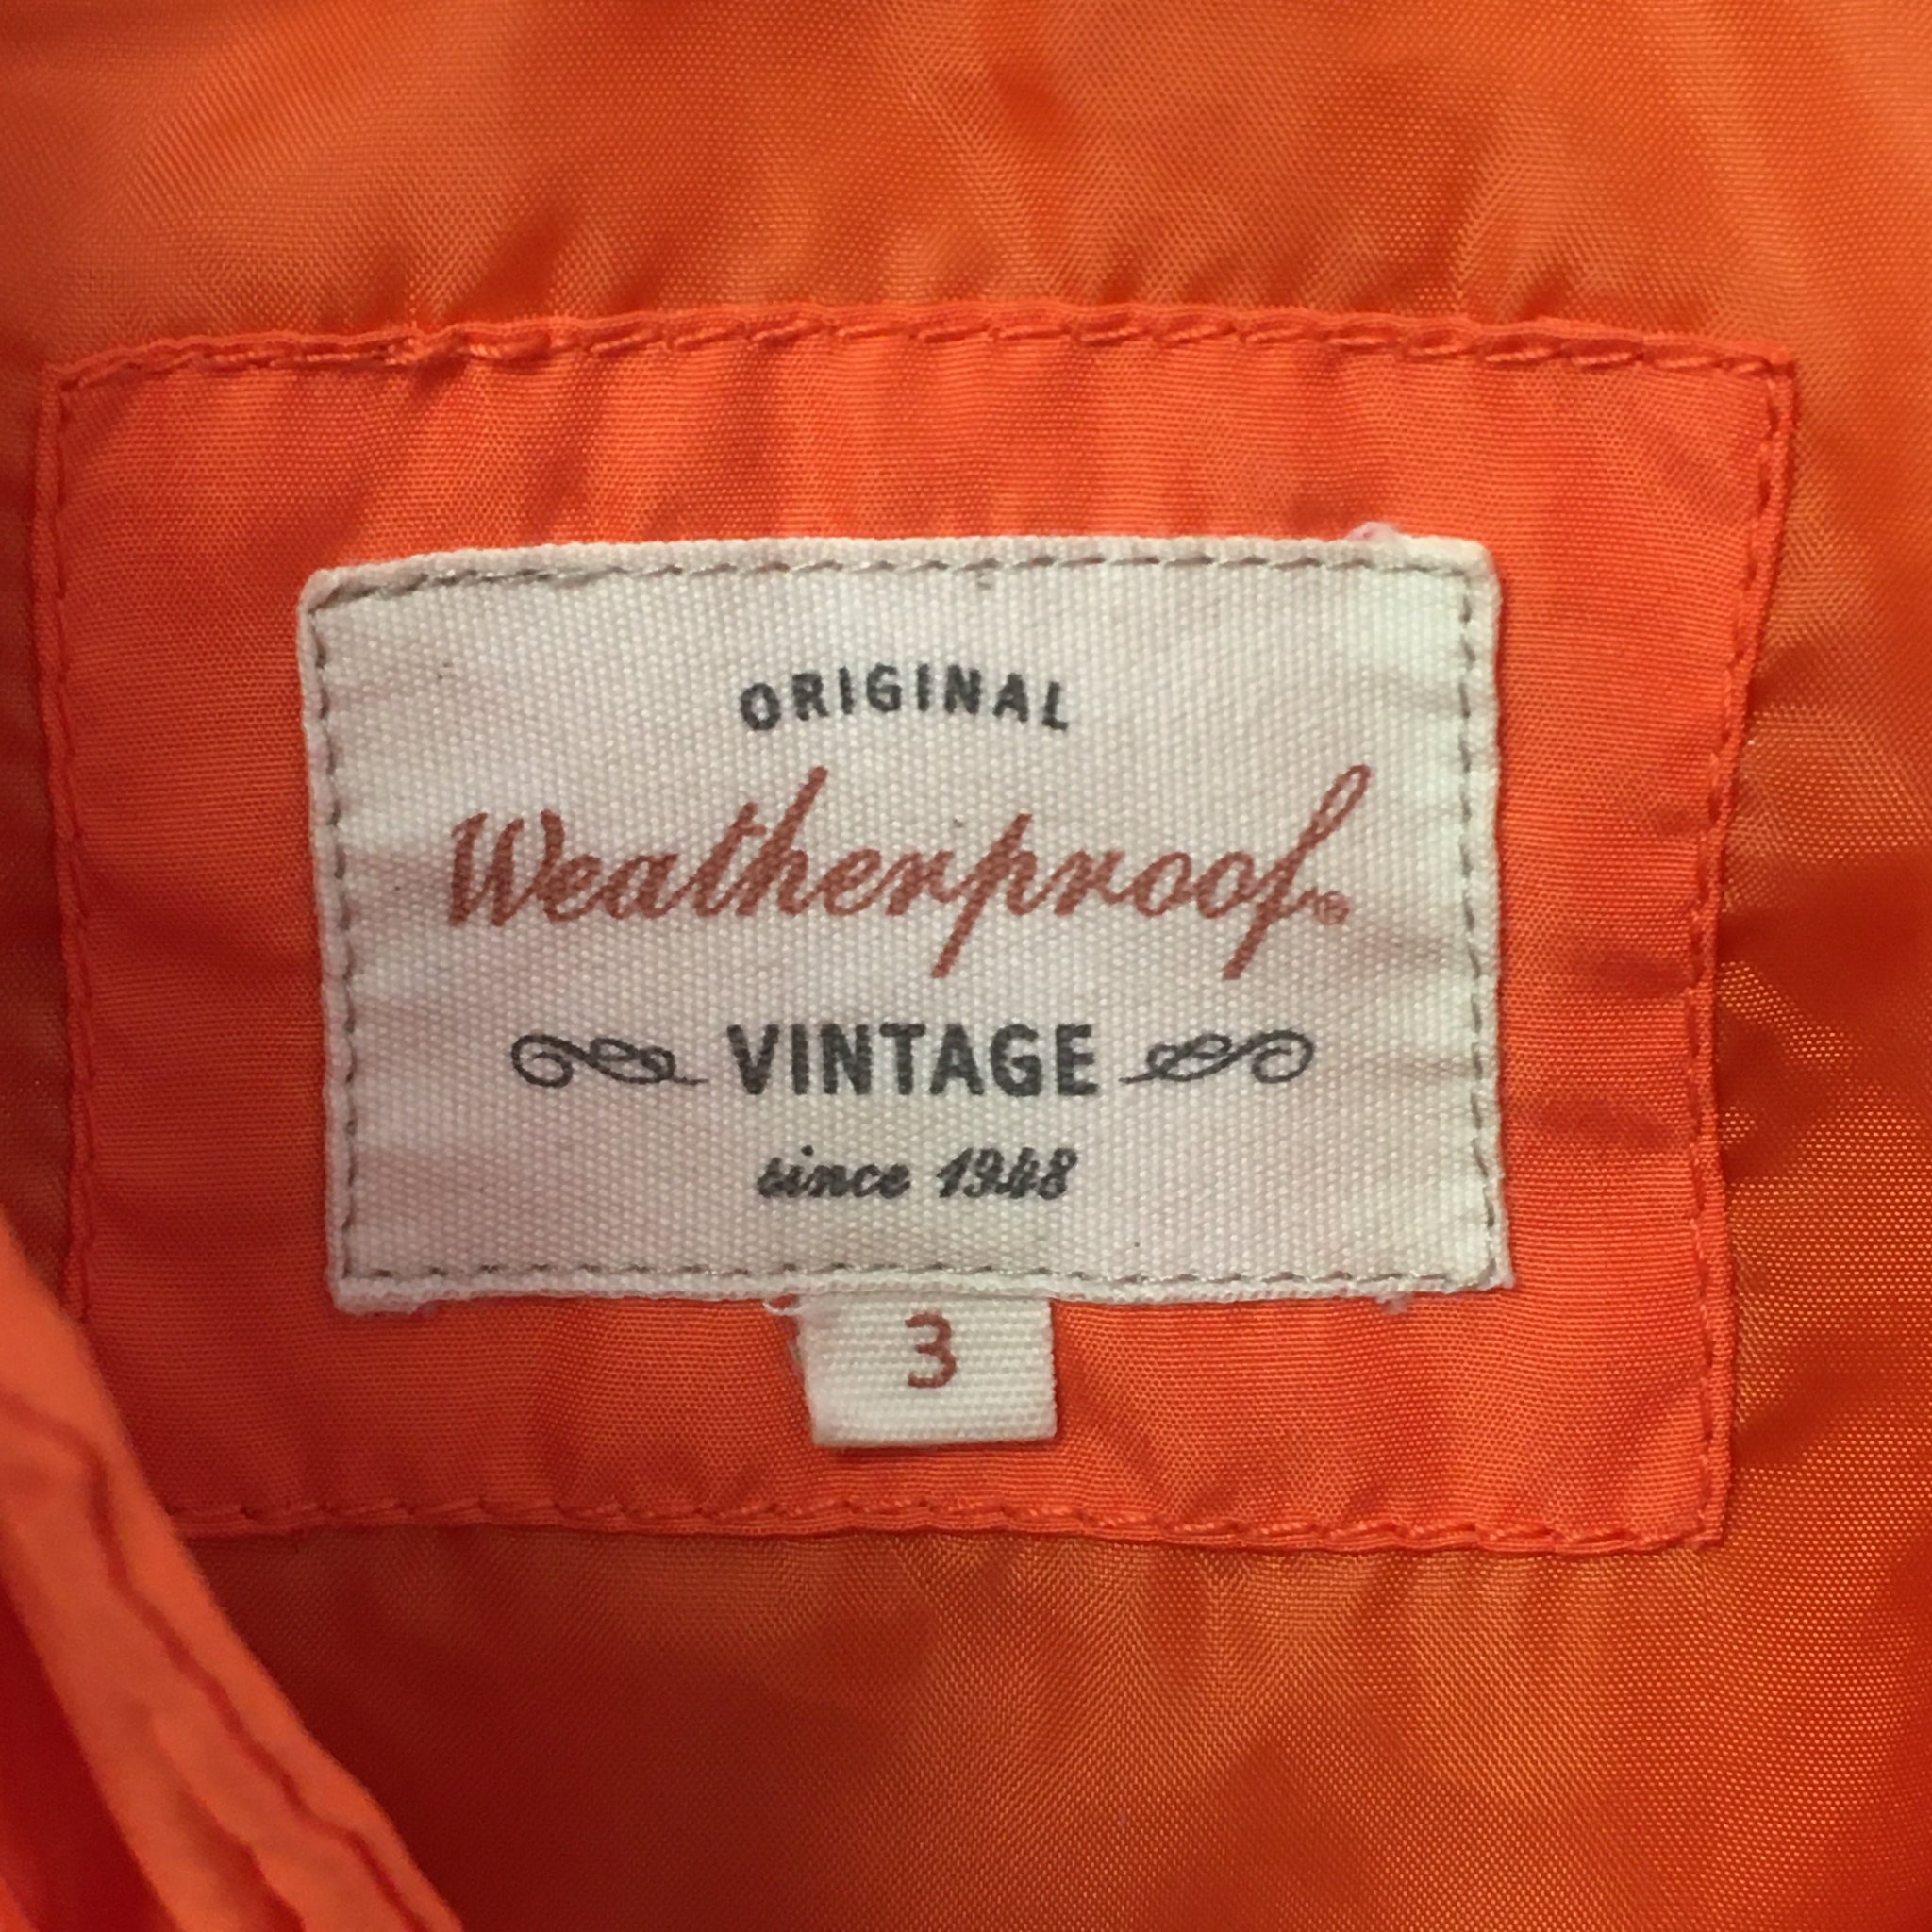 ORIGINAL
Weatherproof®
VINTAGE
since 1948
3